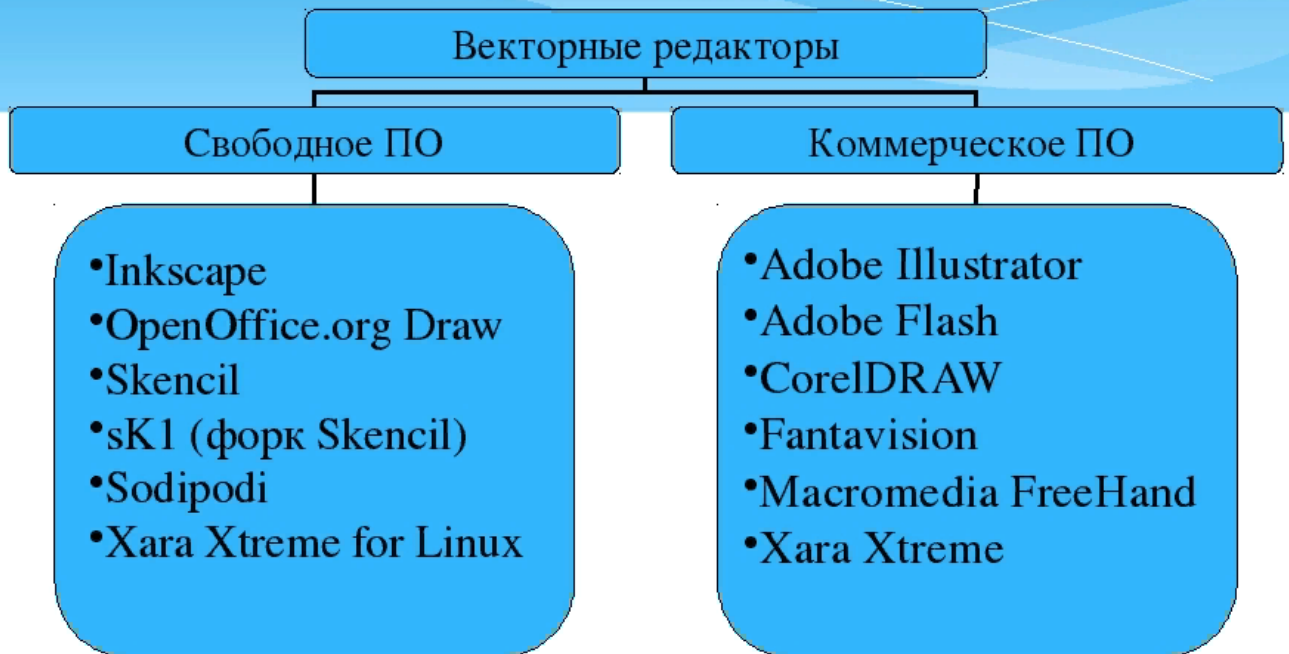 Векторные редакторы
Свободное ПО
Коммерческое ПО
•Inkscape
•OpenOffice.org Draw
•Skencil
•sK1 (форк Skencil)
•Sodipodi
•Xara Xtreme for Linux
•Adobe Illustrator
•Adobe Flash
•CorelDRAW
•Fantavision
•Macromedia FreeHand
•Xara Xtreme